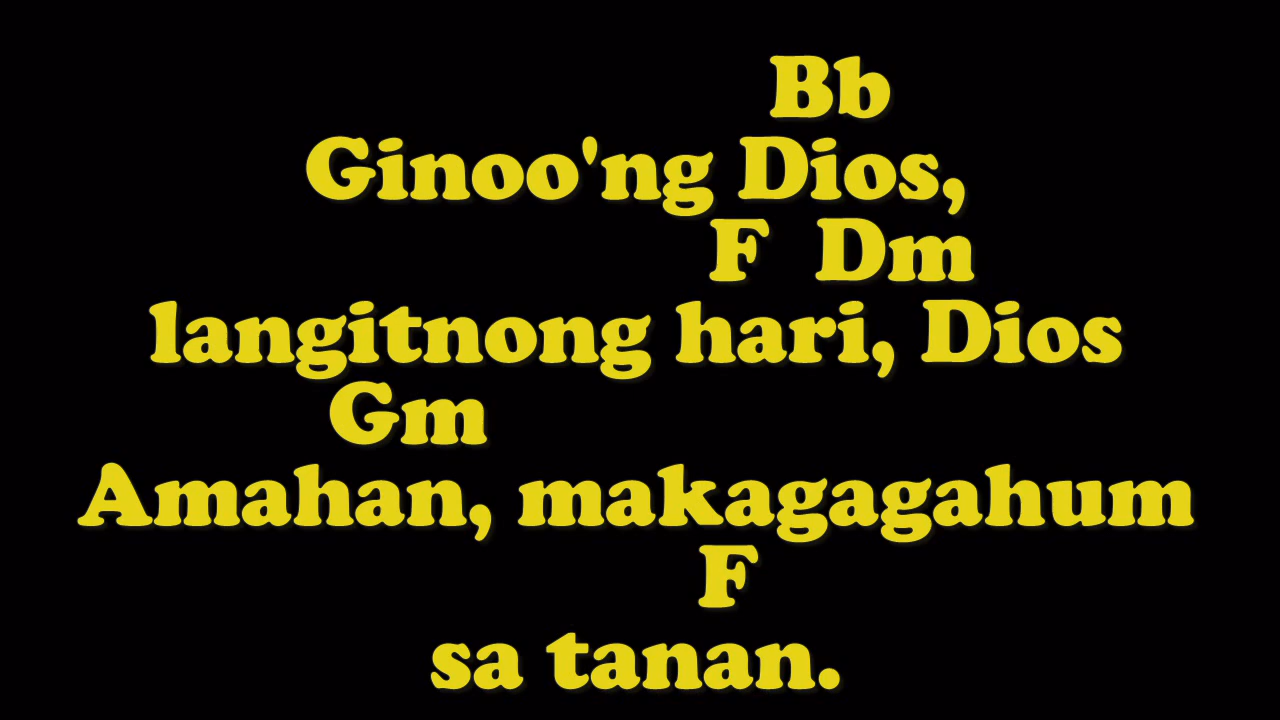 Bb
Ginoo'ng Dios,
F Dm
langitnong hari, Dios
Gm
Amahan, makagagahum
F
sa tanan.